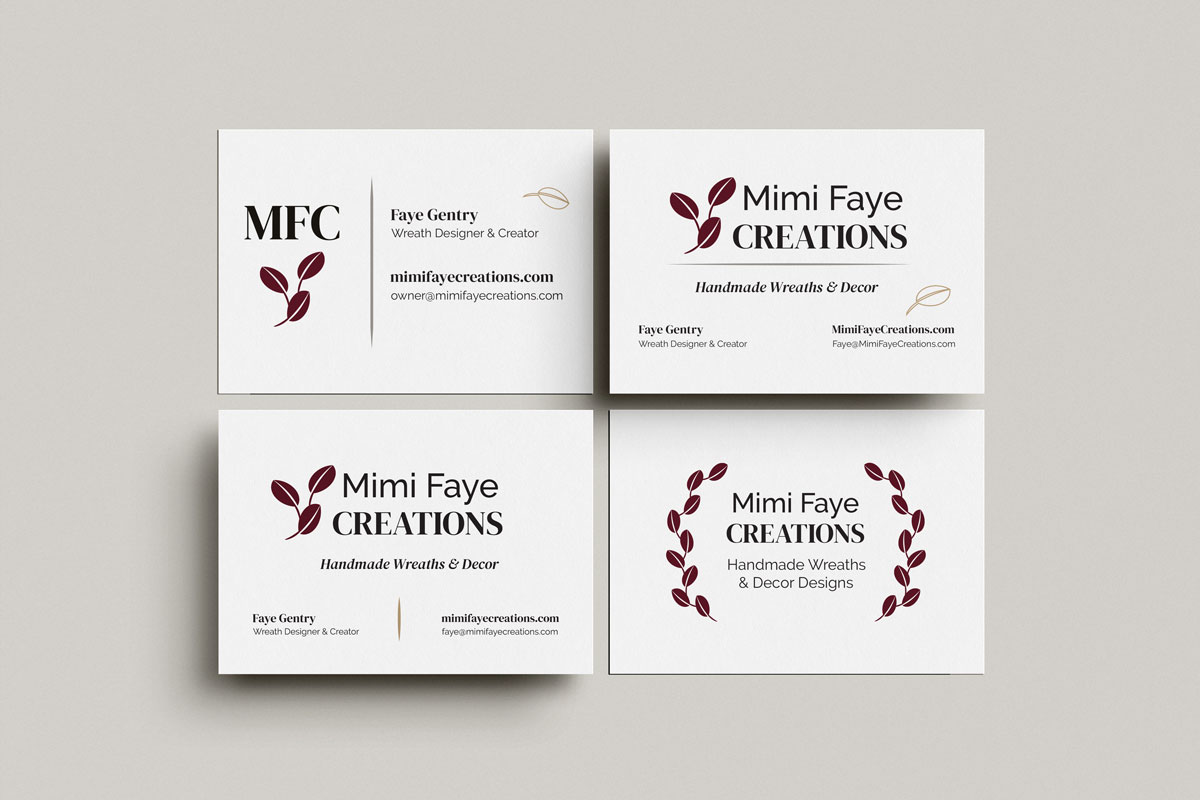 MFC
Faye Gentry
Wreath Designer & Creator
mimifayecreations.com
owner@mimifayecreations.com
Mimi Faye
CREATIONS
Handmade Wreaths & Decor
Faye Gentry
Wreath Designer & Creator
MimiFayeCreations.com
Faye@MimiFayeCreations.com
Mimi Faye
CREATIONS
Handmade Wreaths & Decor
Faye Gentry
Wreath Designer & Creator
mimifayecreations.com
faye@mimifayecreations.com
Mimi Faye
CREATIONS
Handmade Wreaths
& Decor Designs